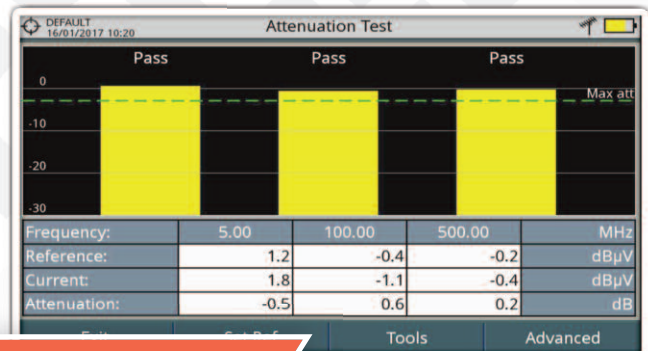 DEFAULT
16/01/2017 10:20
Attenuation Test
Pass Pass Pass
0
Max att
-10
-20
-30
Frequency: 5.00 100.00 500.00 MHz
Reference: 1.2 -0.4 -0.2 dBµV
Current: 1.8 -1.1 -0.4 dBµV
Attenuation: -0.5 0.6 0.2 dB
Tools Advanced